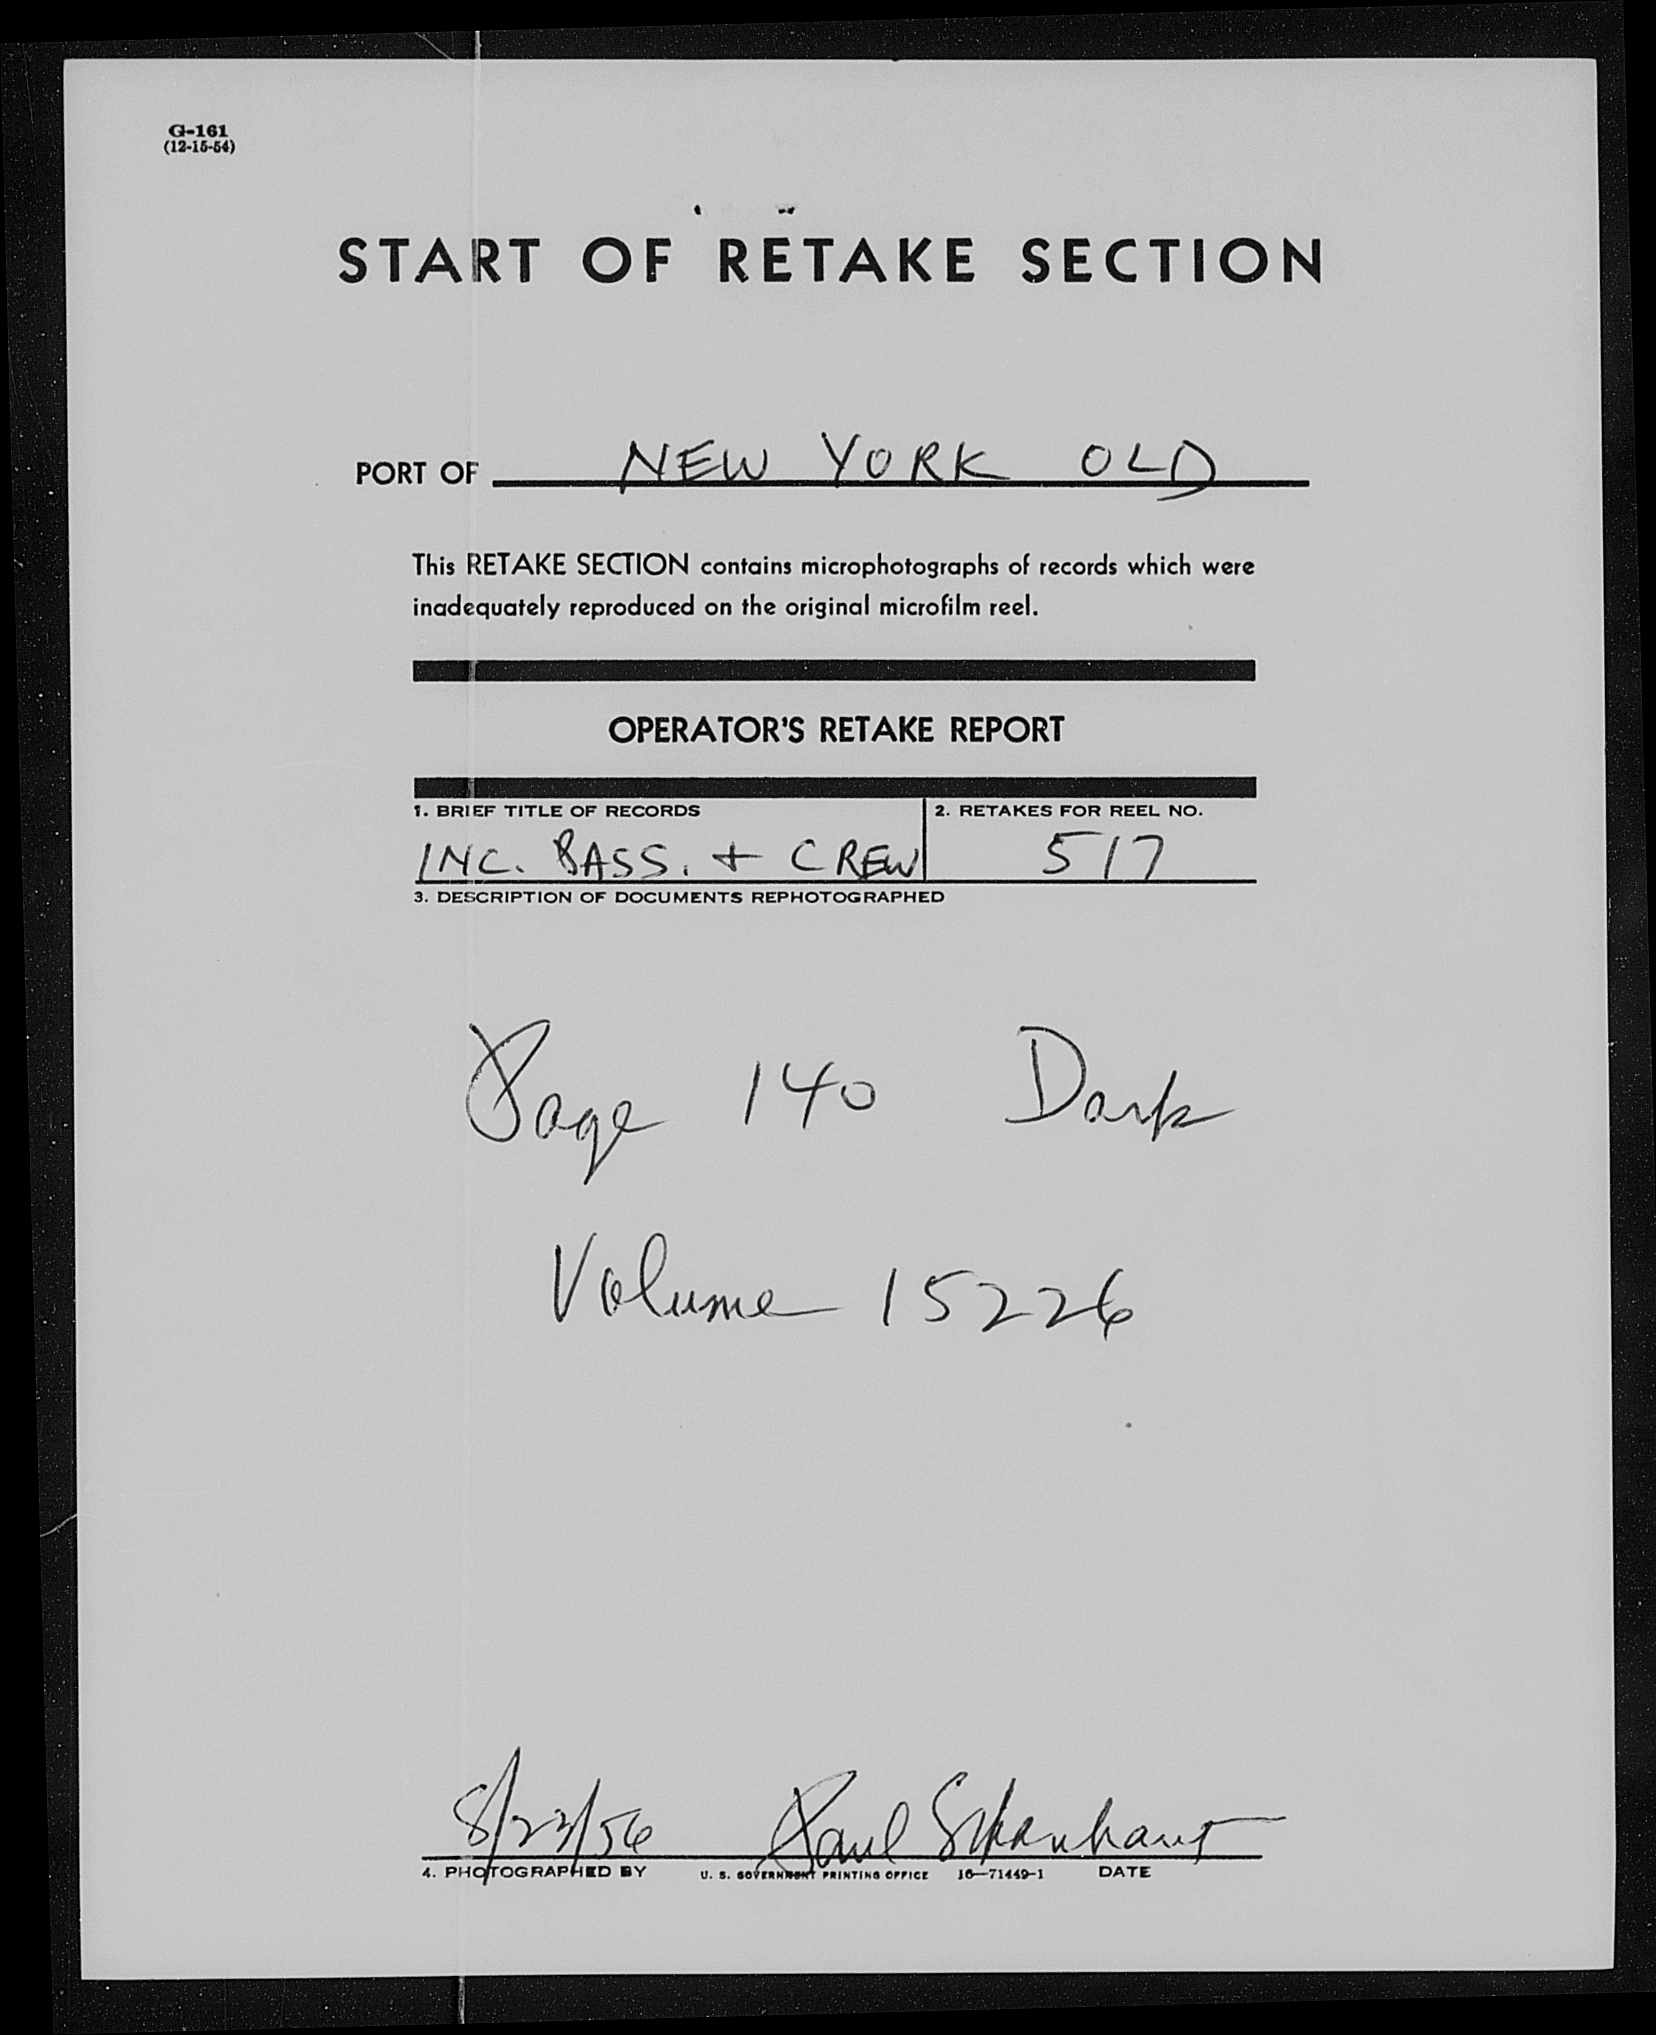 G-161
(12-15-54)
START OF RETAKE SECTION
PORT OF NEW YORK OLD
This RETAKE SECTION contains microphotographs of records which were
inadequately reproduced on the original microfilm reel.
OPERATOR'S RETAKE REPORT
1. BRIEF TITLE OF RECORDS 2. RETAKES FOR REEL NO.
INC. PASS. + CREW 517
3. DESCRIPTION OF DOCUMENTS REPHOTOGRAPHED
Page 140 Dark
Volume 15226
8/23/56 Paul
4. PHOTOGRAPHED BY U. S. GOVERNMENT PRINTING OFFICE 16—71449-1 DATE